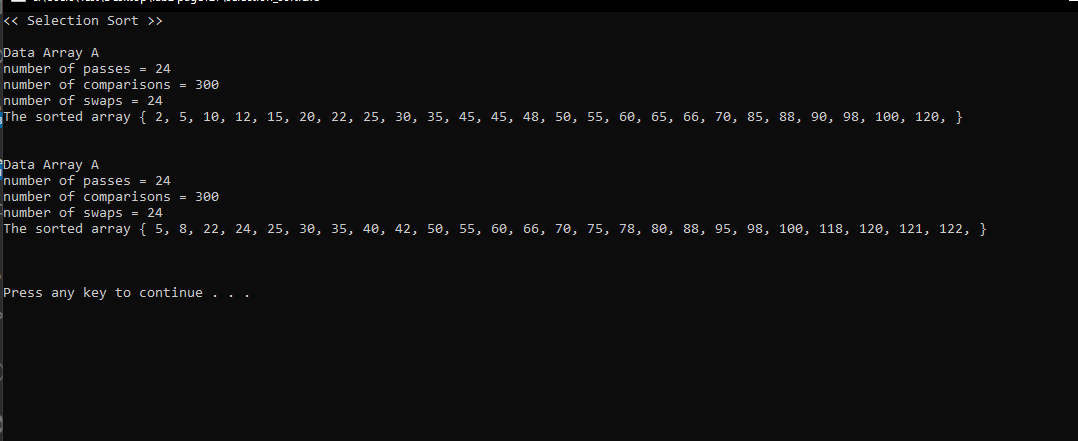 << Selection Sort >>
Data Array A
number of passes = 24
number of comparisons = 300
number of swaps = 24
The sorted array { 2, 5, 10, 12, 15, 20, 22, 25, 30, 35, 45, 45, 48, 50, 55, 60, 65, 66, 70, 85, 88, 90, 98, 100, 120, }
Data Array A
number of passes = 24
number of comparisons = 300
number of swaps = 24
The sorted array { 5, 8, 22, 24, 25, 30, 35, 40, 42, 50, 55, 60, 66, 70, 75, 78, 80, 88, 95, 98, 100, 118, 120, 121, 122, }
Press any key to continue . . .